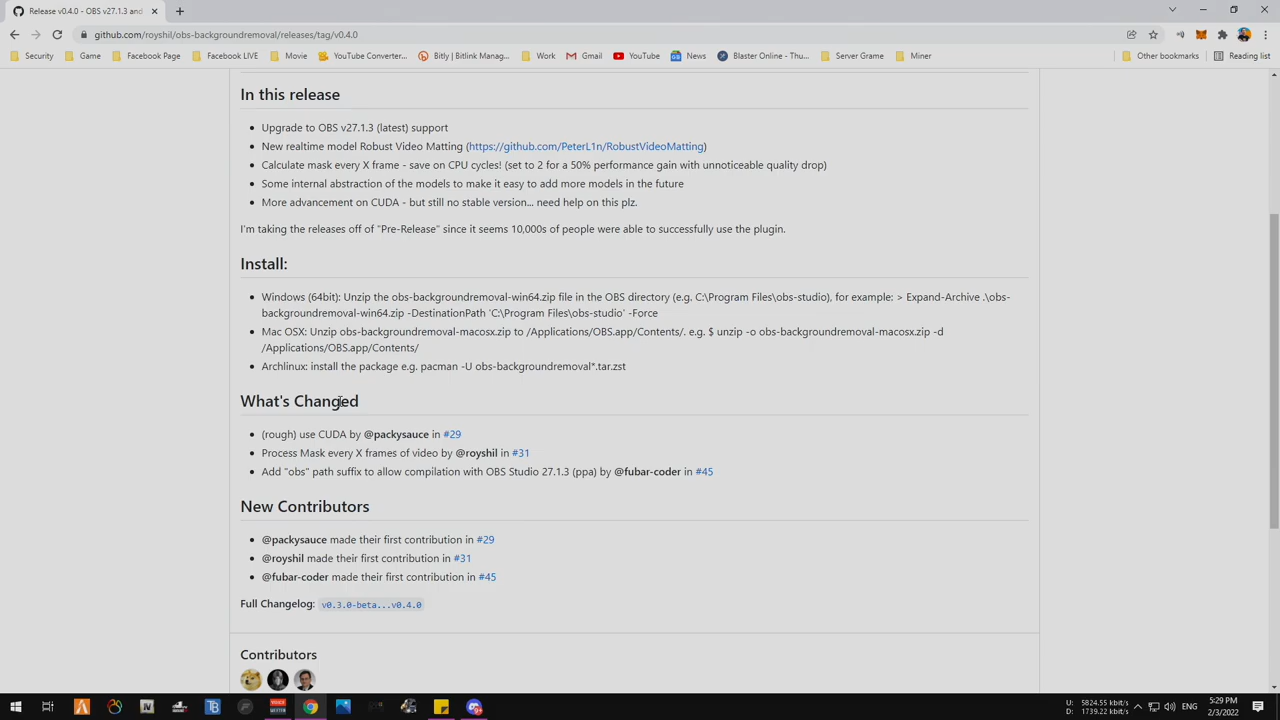 Release v0.4.0 - OBS v27.1.3 and
github.com/royshil/obs-backgroundremoval/releases/tag/v0.4.0
Security Game Facebook Page Facebook LIVE Movie YouTube Converter... Bitly | Bitlink Manag... Work Gmail YouTube News Blaster Online - Thu... Server Grame Miner Other bookmarks Reading list
In this release
Upgrade to OBS v27.1.3 (latest) support
New realtime model Robust Video Matting (https://github.com/PeterL1n/RobustVideoMatting)
Calculate mask every X frame - save on CPU cycles! (set to 2 for a 50% performance gain with unnoticeable quality drop)
Some internal abstraction of the models to make it easy to add more models in the future
More advancement on CUDA - but still no stable version... need help on this plz.
I'm taking the releases off of "Pre-Release" since it seems 10,000s of people were able to successfully use the plugin.
Install:
Windows (64bit): Unzip the obs-backgroundremoval-win64.zip file in the OBS directory (e.g. C:\Program Files\obs-studio), for example: > Expand-Archive .\obs-
backgroundremoval-win64.zip -DestinationPath 'C:\Program Files\obs-studio' -Force
Mac OSX: Unzip obs-backgroundremoval-macosx.zip to /Applications/OBS.app/Contents/. e.g. $ unzip -o obs-backgroundremoval-macosx.zip -d
/Applications/OBS.app/Contents/
Archlinux: install the package e.g. pacman -U obs-backgroundremoval*.tar.zst
What's Changed
(rough) use CUDA by @packysauce in #29
Process Mask every X frames of video by @royshil in #31
Add "obs" path suffix to allow compilation with OBS Studio 27.1.3 (ppa) by @fubar-coder in #45
New Contributors
@packysauce made their first contribution in #29
@royshil made their first contribution in #31
@fubar-coder made their first contribution in #45
Full Changelog: v0.3.0-beta...v0.4.0
Contributors
U: 5824.55 kbit/s
D: 1739.22 kbit/s
ENG
5:29 PM
2/3/2022